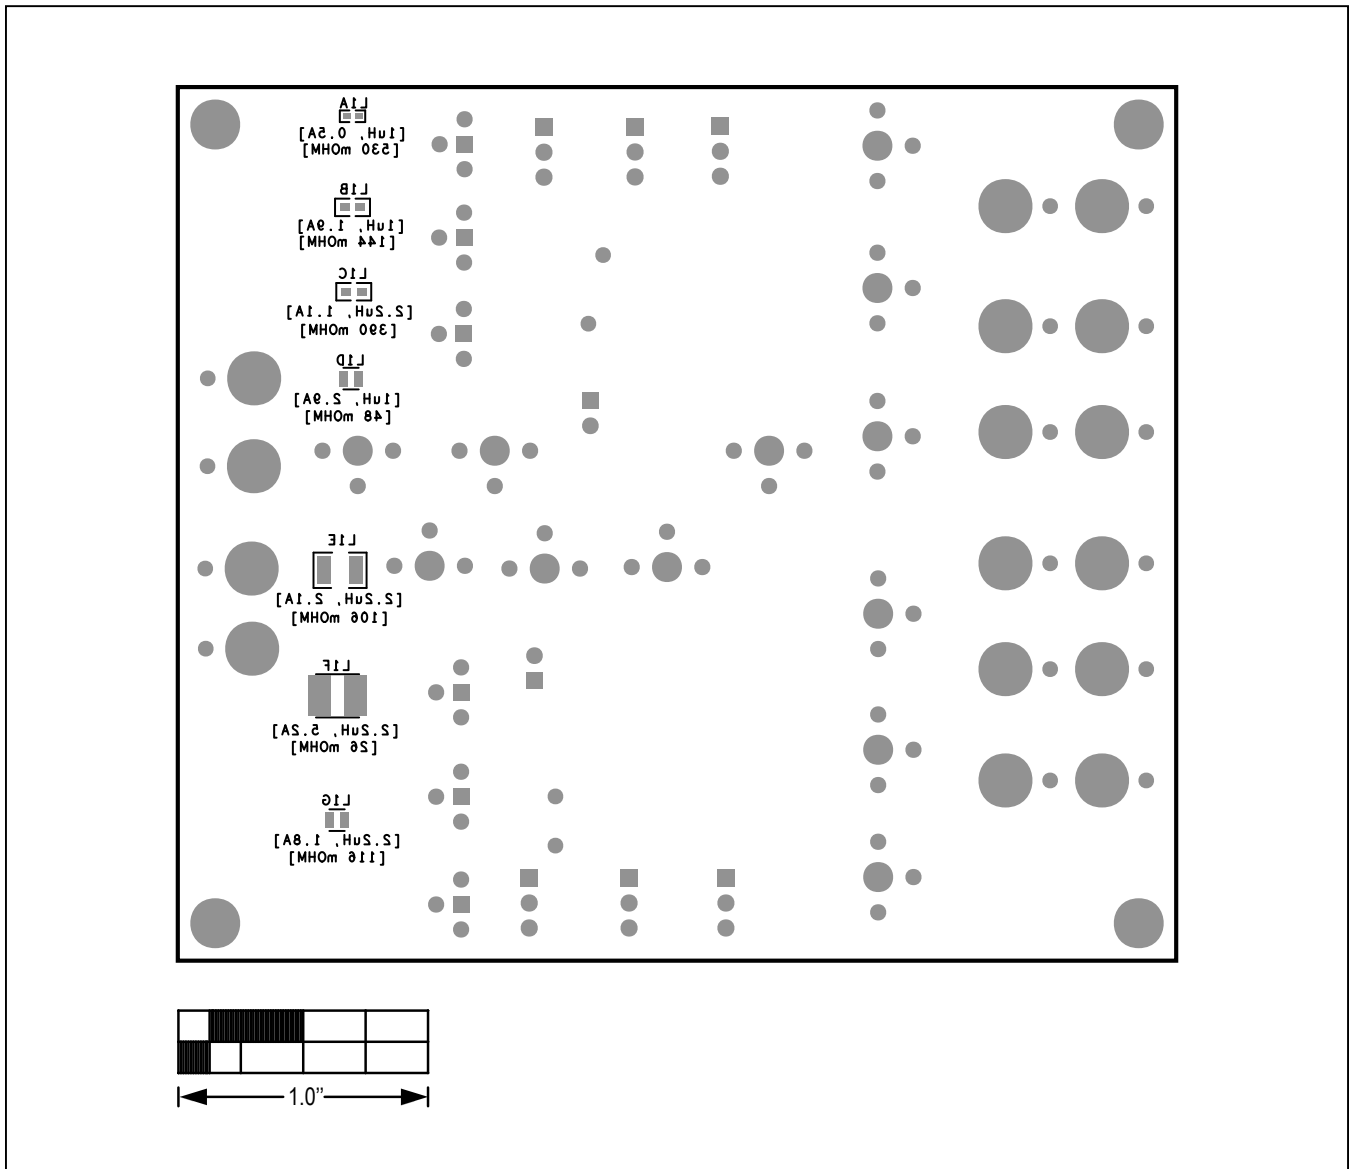 L1A
[1uH, 0.5A]
[530 mOHM]
L1B
[1uH, 1.9A]
[144 mOHM]
L1C
[2.2uH, 1.1A]
[390 mOHM]
L1D
[1uH, 2.9A]
[48 mOHM]
L1E
[2.2uH, 2.1A]
[106 mOHM]
L1F
[2.2uH, 5.2A]
[26 mOHM]
L1G
[2.2uH, 1.8A]
[116 mOHM]
1.0”